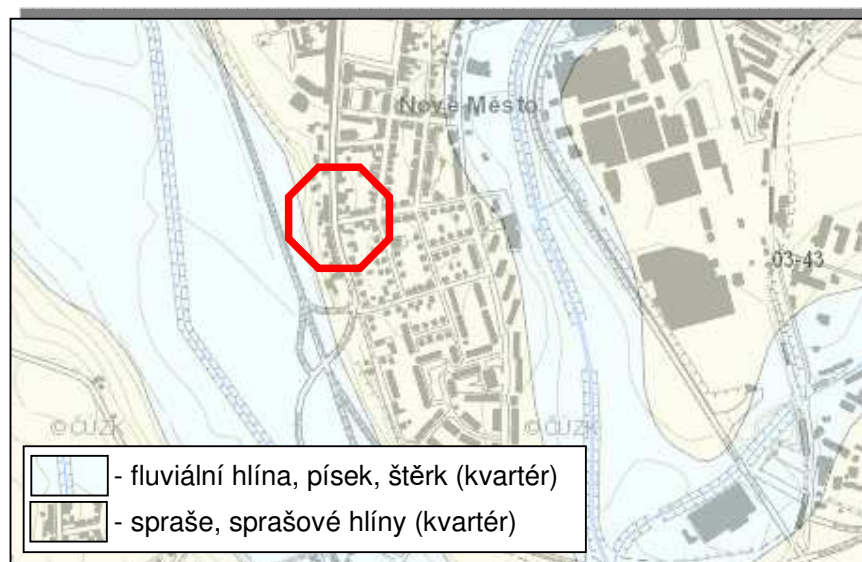 Nové Město
03-43
©ČÚZK
©ČÚZK
- fluviální hlína, písek, štěrk (kvartér)
- spraše, sprašové hlíny (kvartér)